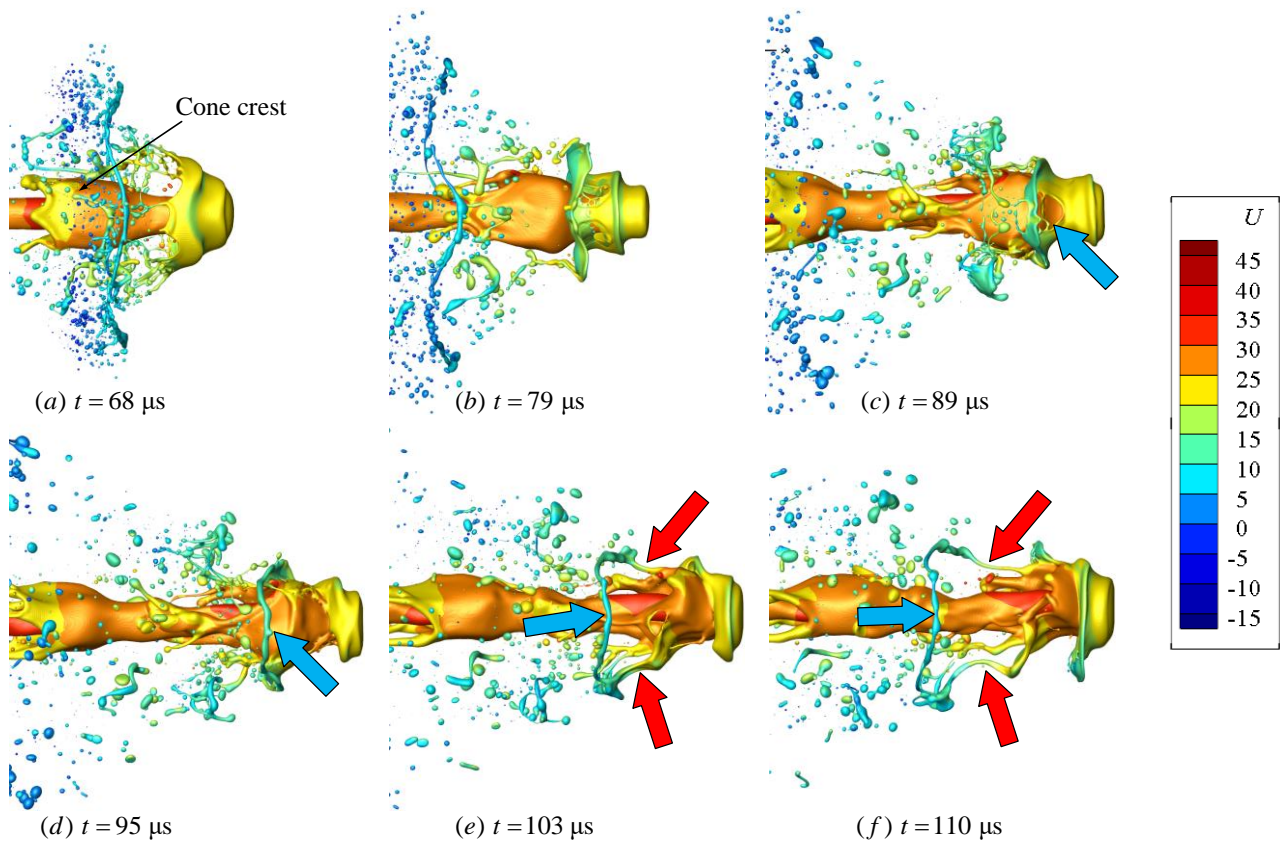 Cone crest
(a) t = 68 μs
(b) t = 79 μs
(c) t = 89 μs
U
45
40
35
30
25
20
15
10
5
0
-5
-10
-15
(d) t = 95 μs
(e) t = 103 μs
(f) t = 110 μs